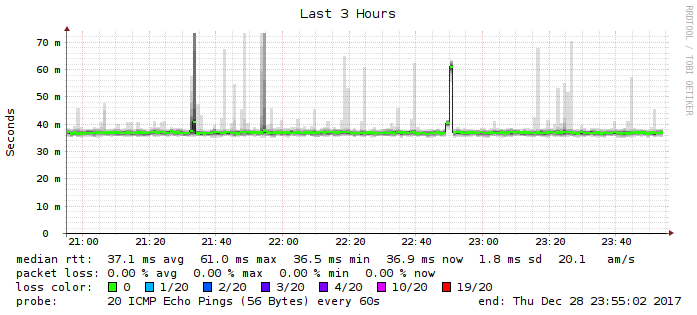 Last 3 Hours
RRDTOOL / TOBI OETIKER
Seconds
70 m
60 m
50 m
40 m
30 m
20 m
10 m
0
21:00 21:20 21:40 22:00 22:20 22:40 23:00 23:20 23:40
median rtt: 37.1 ms avg 61.0 ms max 36.5 ms min 36.9 ms now 1.8 ms sd 20.1 am/s
packet loss: 0.00 % avg 0.00 % max 0.00 % min 0.00 % now
loss color: 0 1/20 2/20 3/20 4/20 10/20 19/20
probe: 20 ICMP Echo Pings (56 Bytes) every 60s end: Thu Dec 28 23:55:02 2017